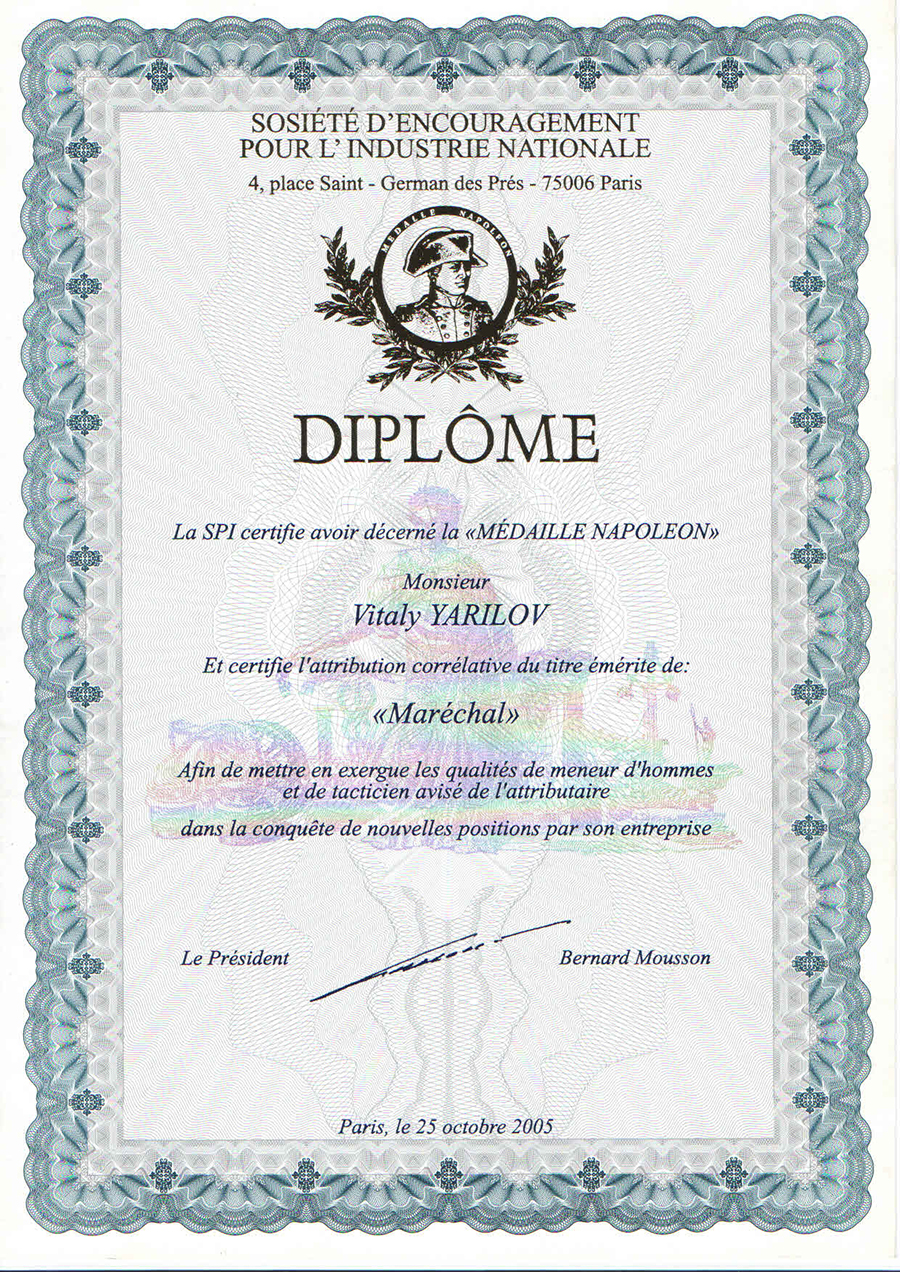 SOSIÉTÉ D'ENCOURAGEMENT
POUR L' INDUSTRIE NATIONALE
4, place Saint - German des Prés - 75006 Paris
MEDAILLE NAPOLEON
DIPLÔME
La SPI certifie avoir décerné la «MÉDAILLE NAPOLEON»
Monsieur
Vitaly YARILOV
Et certifie l'attribution corrélative du titre émérite de:
«Maréchal»
Afin de mettre en exergue les qualités de meneur d'hommes
et de tacticien avisé de l'attributaire
dans la conquête de nouvelles positions par son entreprise
Le Président
Bernard Mousson
Paris, le 25 octobre 2005